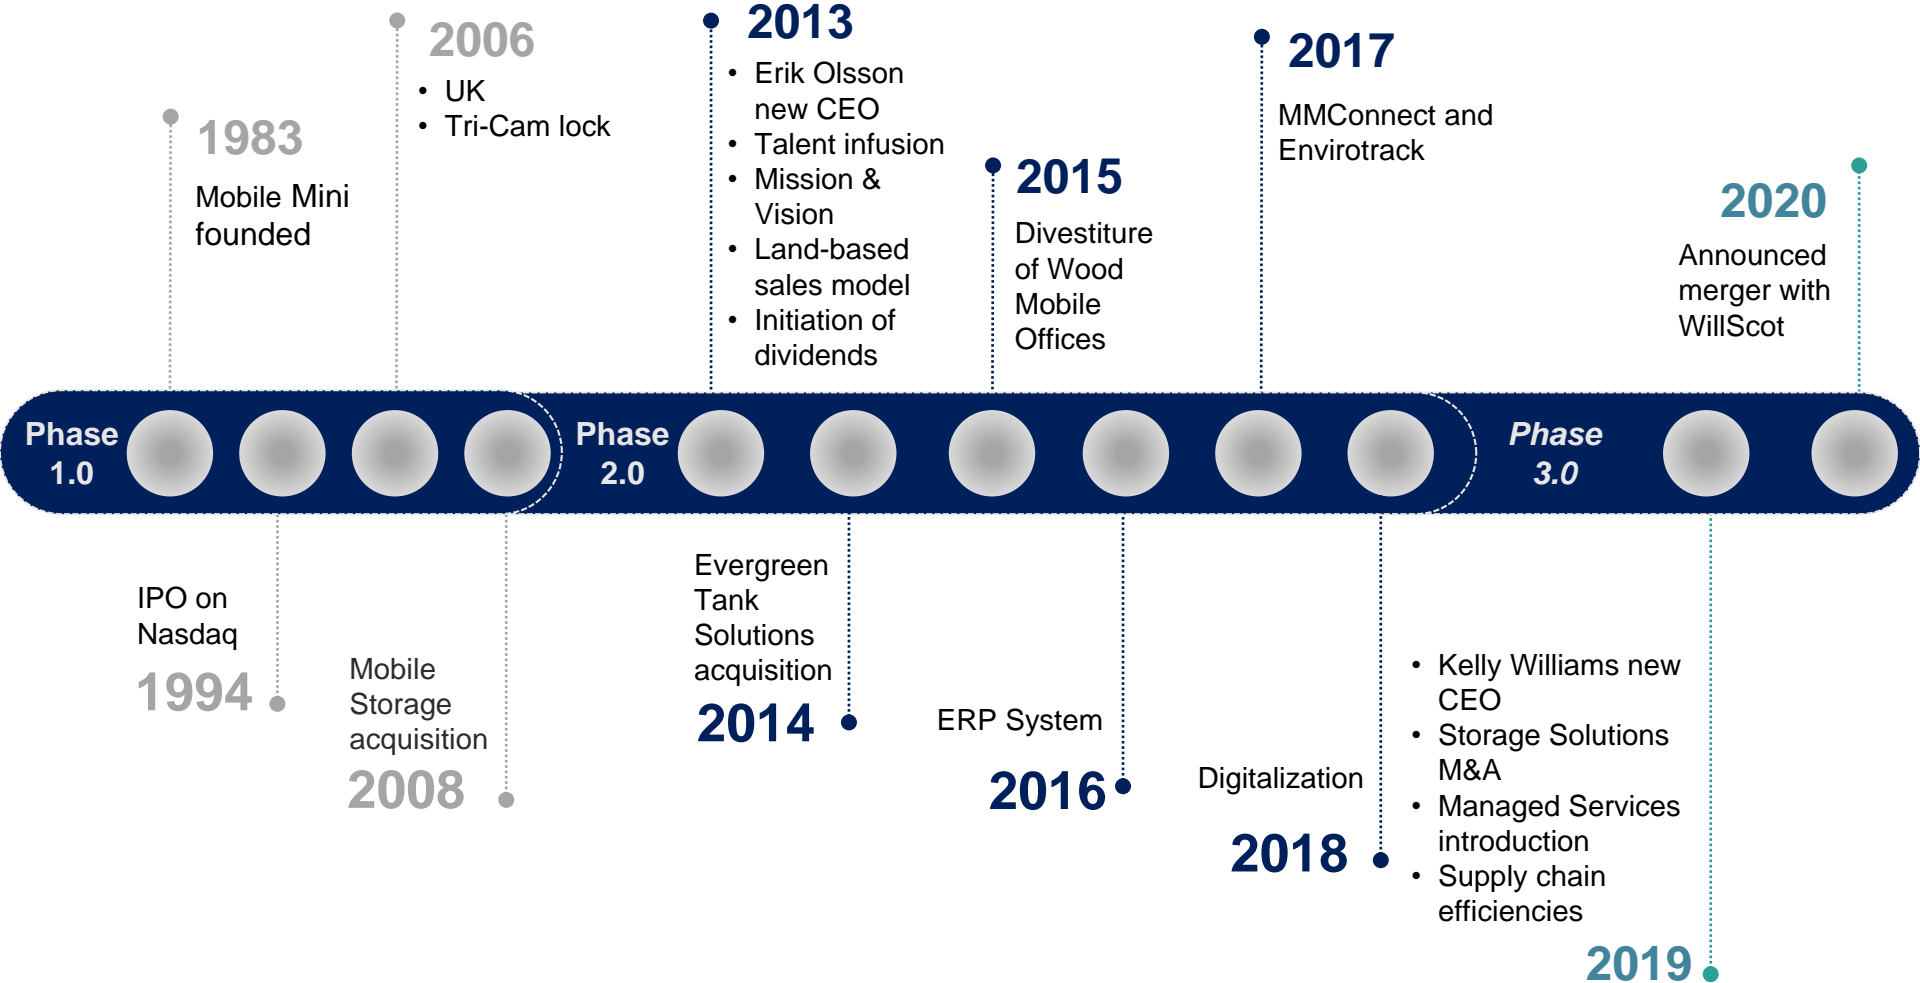 1983
Mobile Mini
founded
2006
• UK
• Tri-Cam lock
2013
• Erik Olsson
new CEO
• Talent infusion
• Mission &
Vision
• Land-based
sales model
• Initiation of
dividends
2015
Divestiture
of Wood
Mobile
Offices
2017
MMConnect and
Envirotrack
2020
Announced
merger with
WillScot
Phase
1.0
Phase
2.0
Phase
3.0
IPO on
Nasdaq
1994
Mobile
Storage
acquisition
2008
Evergreen
Tank
Solutions
acquisition
2014
ERP System
2016
Digitalization
2018
• Kelly Williams new
CEO
• Storage Solutions
M&A
• Managed Services
introduction
• Supply chain
efficiencies
2019